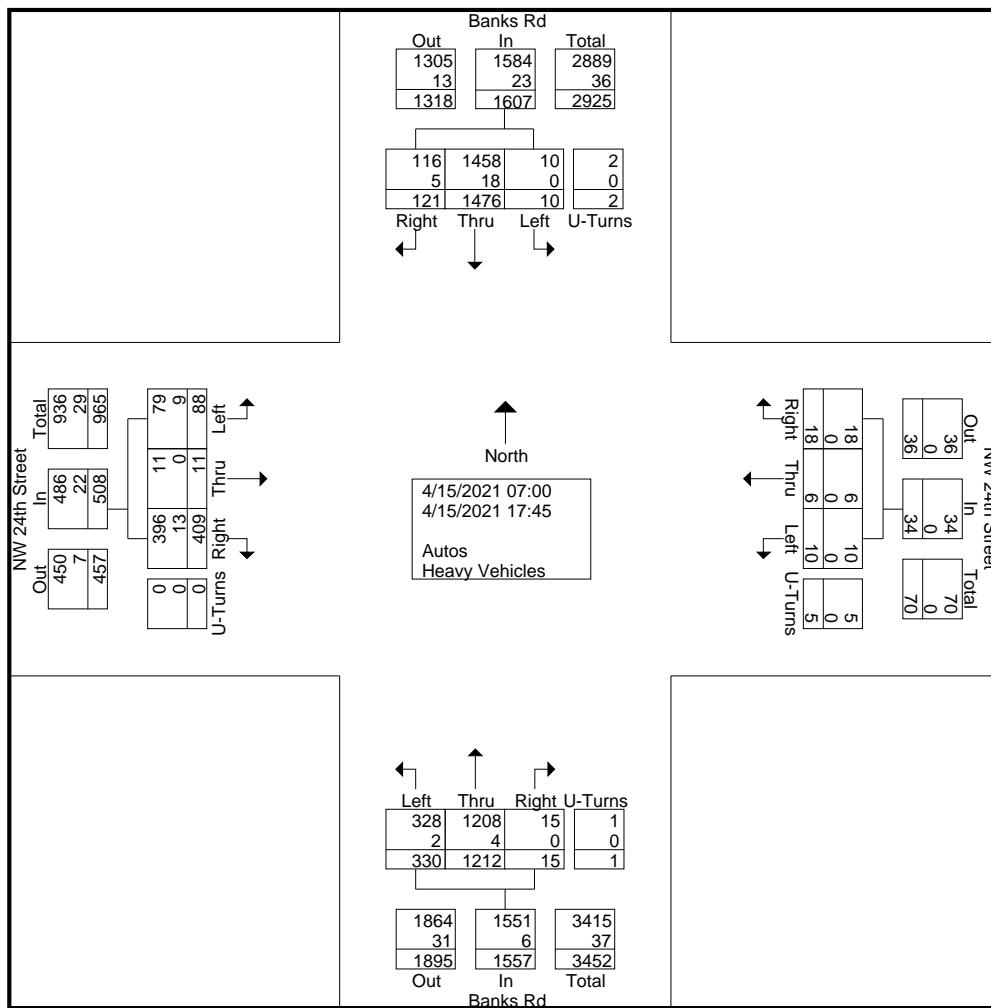 Banks Rd
Out In Total
1305 1584 2889
13 23 36
1318 1607 2925
116 1458 10 2
5 18 0 0
121 1476 10 2
Right Thru Left U-Turns
NW 24th Street
Total In Out
936 486 450
29 22 7
965 508 457
79 11 396 0
9 0 13 0
88 11 409 0
Left Thru Right U-Turns
North
4/15/2021 07:00
4/15/2021 17:45
Autos
Heavy Vehicles
Right Thru Left U-Turns
18 6 10 5
0 0 0 0
18 6 10 5
NW 24th Street
Out In Total
36 34 70
0 0 0
36 34 70
Left Thru Right U-Turns
328 1208 15 1
2 4 0 0
330 1212 15 1
1864 1551 3415
31 6 37
1895 1557 3452
Out In Total
Banks Rd